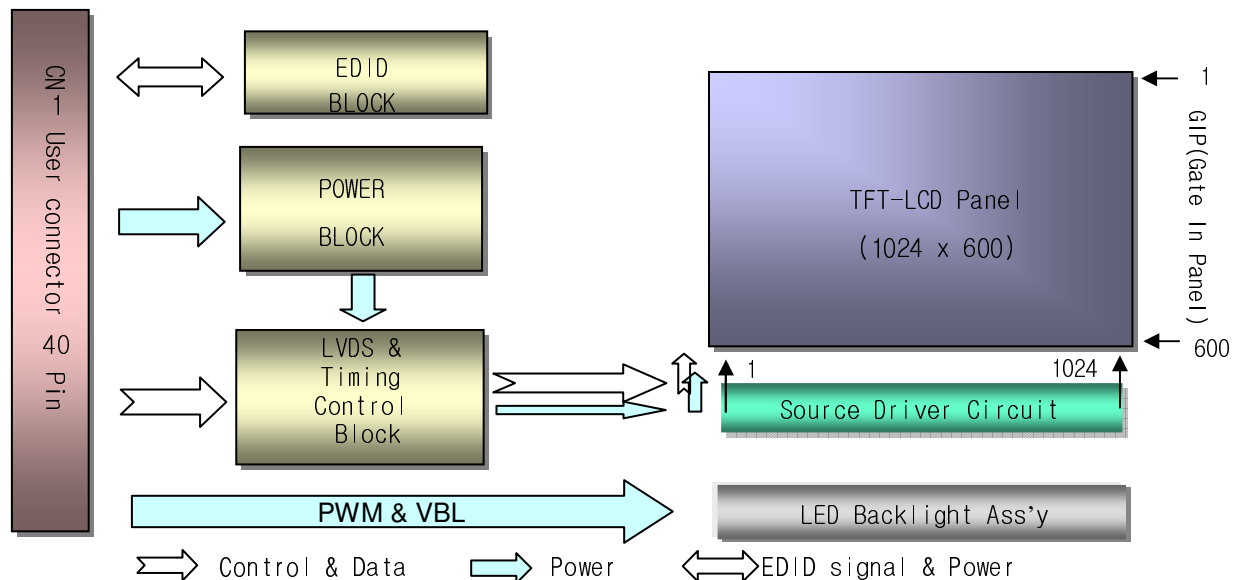 CN1 User connector 40 Pin
EDID
BLOCK
POWER
BLOCK
LVDS &
Timing
Control
Block
TFT-LCD Panel
(1024 x 600)
1
GIP(Gate In Panel)
600
1
1024
Source Driver Circuit
PWM & VBL
LED Backlight Ass'y
Control & Data
Power
EDID signal & Power